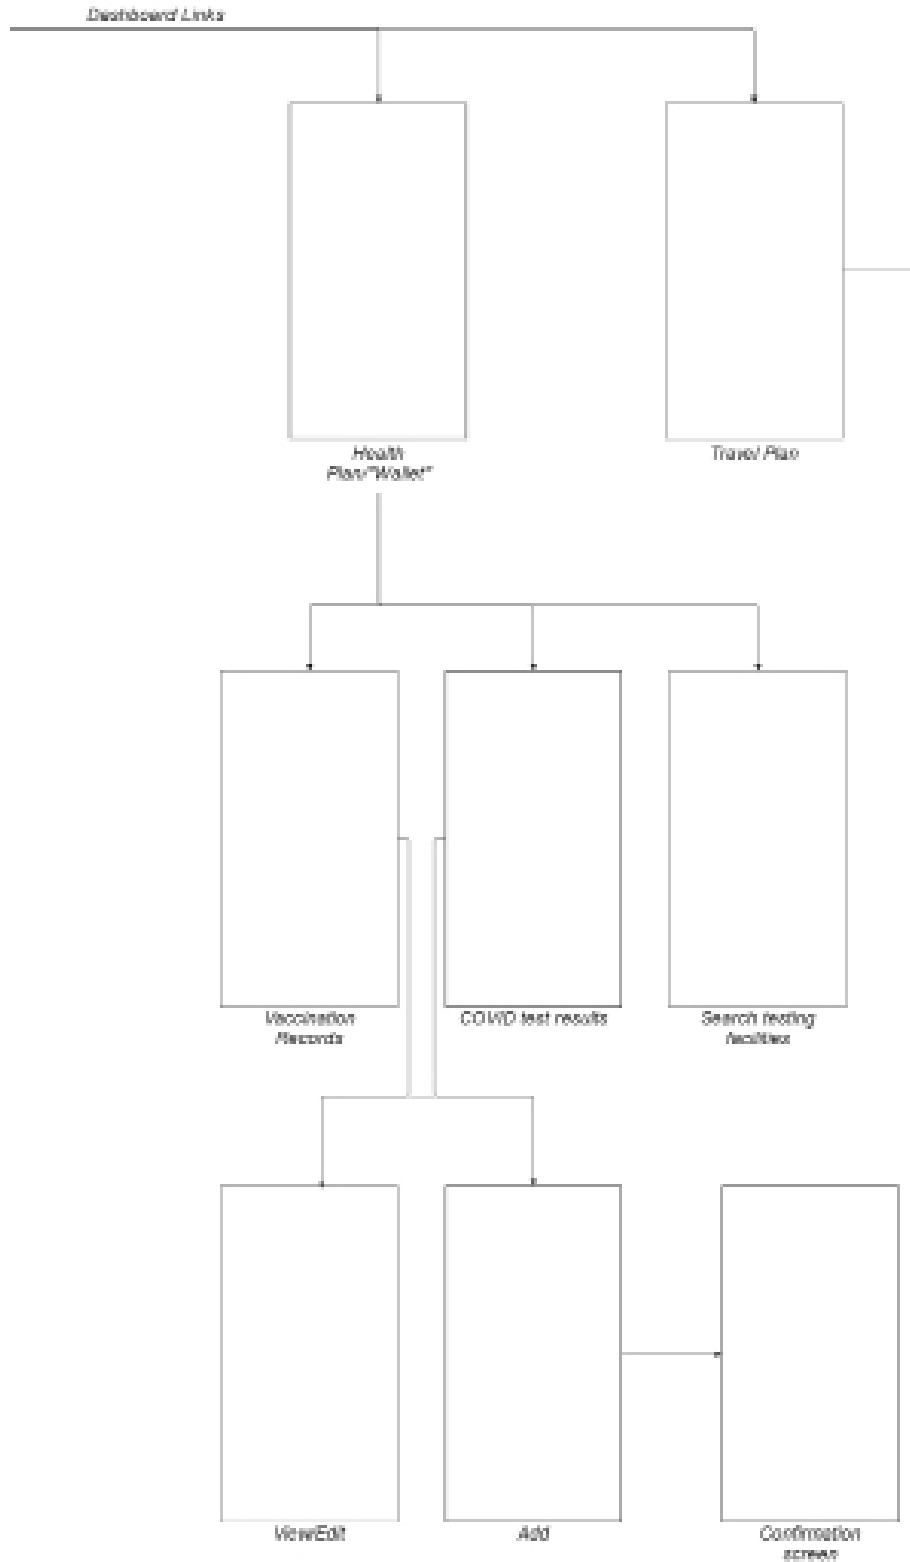 Dashboard Links
Health
Plan/"Wallet"
Travel Plan
Vaccination
Records
COVID test results
Search testing
facilities
View/Edit
Add
Confirmation
screen